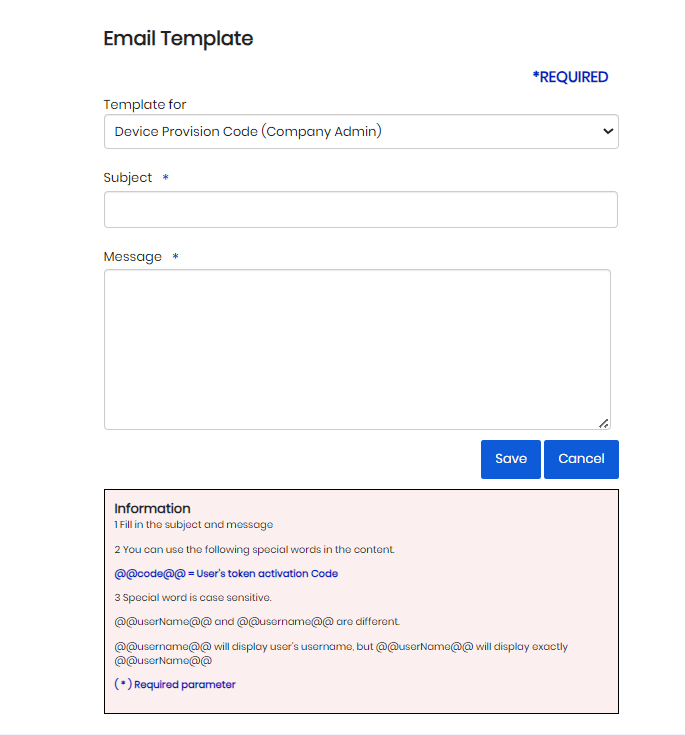 Email Template
*REQUIRED
Template for
Device Provision Code (Company Admin)
Subject *
Message *
Save Cancel
Information
1 Fill in the subject and message
2 You can use the following special words in the content.
@@code@@ = User's token activation Code
3 Special word is case sensitive.
@@userName@@ and @@username@@ are different.
@@username@@ will display user's username, but @@userName@@ will display exactly
@@userName@@
( * ) Required parameter